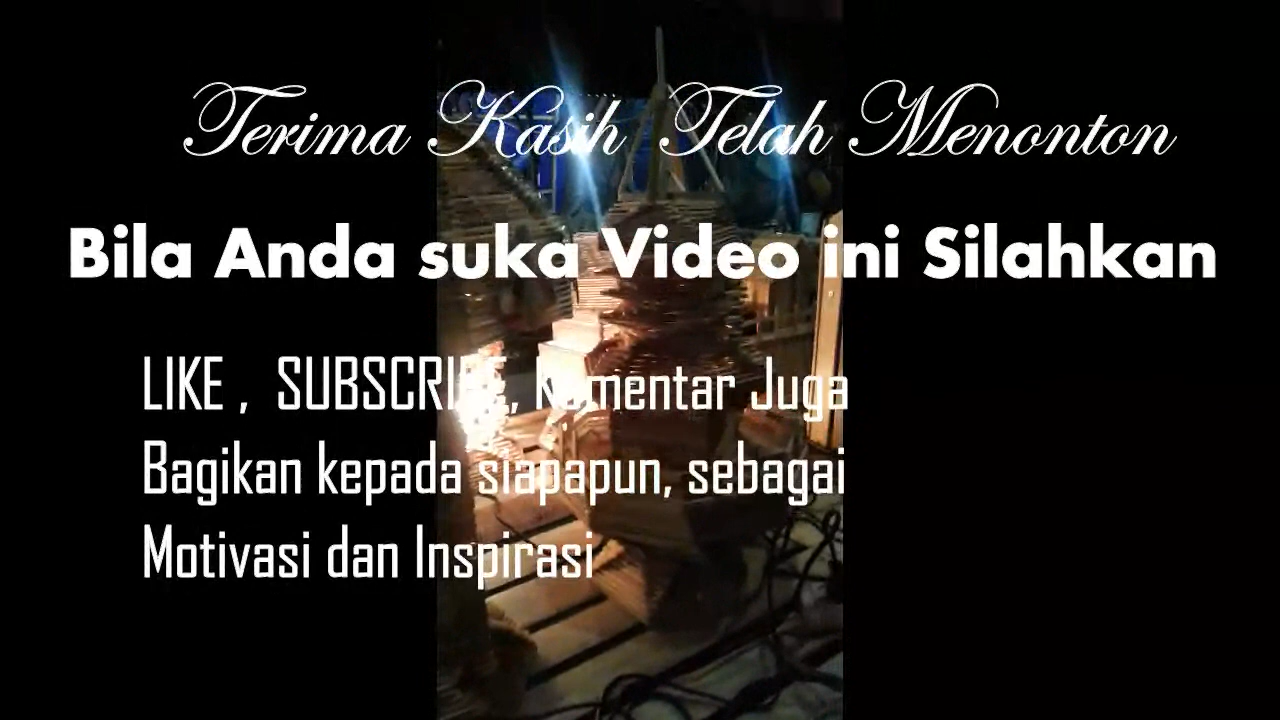 Terima Kasih Telah Menonton
Bila Anda suka Video ini Silahkan
LIKE , SUBSCRIBE, Komentar Juga
Bagikan kepada siapapun, sebagai
Motivasi dan Inspirasi